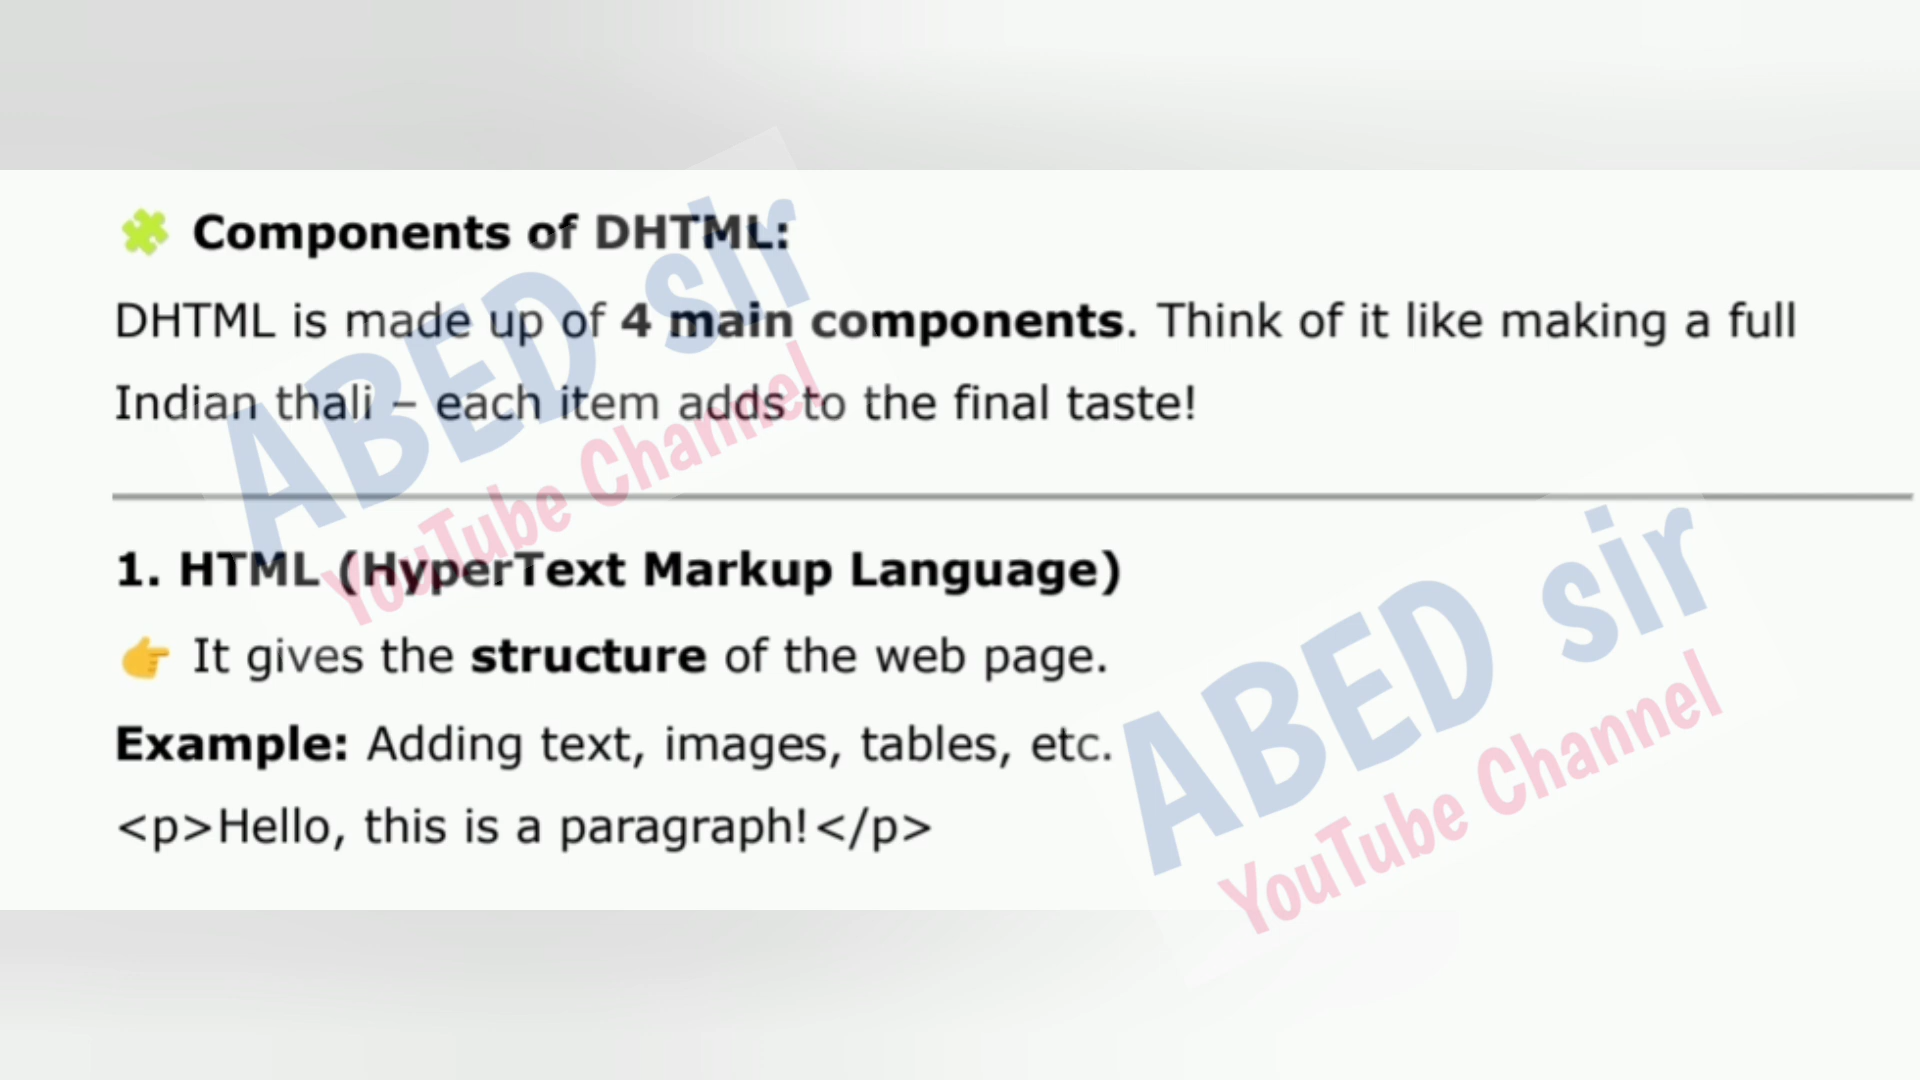 🧩 Components of DHTML:
DHTML is made up of 4 main components. Think of it like making a full
Indian thali – each item adds to the final taste!
1. HTML (HyperText Markup Language)
👉 It gives the structure of the web page.
Example: Adding text, images, tables, etc.
<p>Hello, this is a paragraph!</p>
ABED sir
YouTube Channel
ABED sir
YouTube Channel